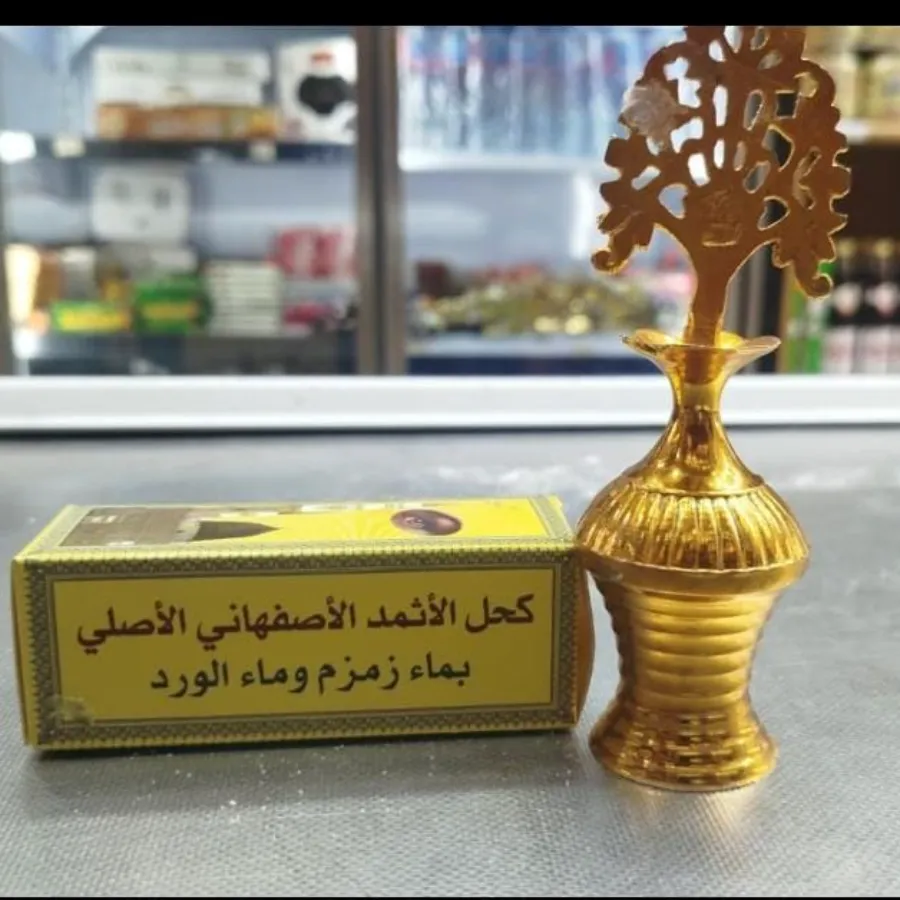 كحل الأثمد الأصفهاني الأصلي
بماء زمزم وماء الورد